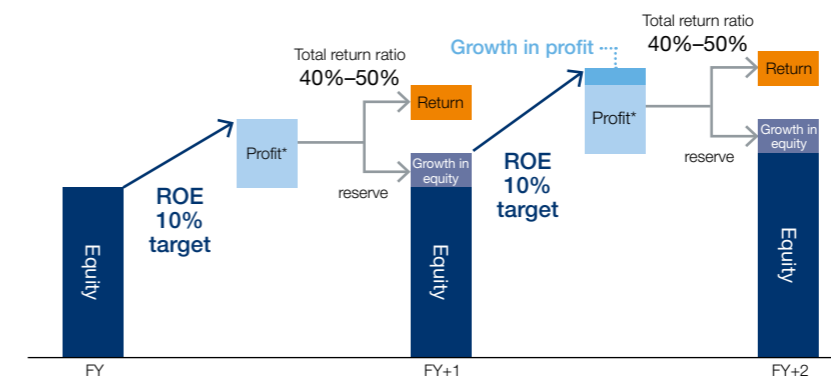 Total return ratio
40%–50%
Growth in profit
Total return ratio
40%–50%
Return
Return
Profit*
Profit*
Growth in
equity
Growth in
equity
reserve
reserve
ROE
10%
target
ROE
10%
target
Equity
Equity
Equity
FY
FY+1
FY+2